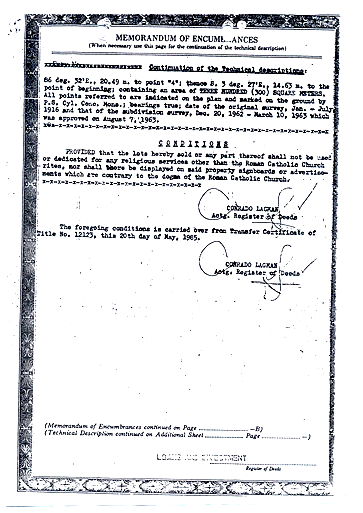 MEMORANDUM OF ENCUMBRANCES
(When necessary use this page for the continuation of the technical description)
Continuation of the Technical descriptions:
86 deg. 32'E., 20.49 m. to point "4"; thence S. 3 deg. 27'E., 14.63 m. to the
point of beginning; containing an area of THREE HUNDRED (300) SQUARE METERS.
All points referred to are indicated on the plan and marked on the ground by
P.S. Cyl. Conc. Mons.; bearings true; date of the original survey, Jan. - July
1916 and that of the subdivision survey, Dec. 20, 1962 - March 10, 1963 which
was approved on August 7, 1963.
C O N D I T I O N S
PROVIDED that the lots hereby sold or any part thereof shall not be used
or dedicated for any religious services other than the Roman Catholic Church
rites, nor shall there be displayed on said property signboards or advertise-
ments which are contrary to the dogma of the Roman Catholic Church.
x-x-x-x-x-x-x-x-x-x-x-x-x-x-x-x-x-x
CONRADO LAGMAN
Actg. Register of Deeds
The foregoing conditions is carried over from Transfer Certificate of
Title No. 12123, this 20th day of May, 1985.
CONRADO LAGMAN
Actg. Register of Deeds
(Memorandum of Encumbrances continued on Page ............ —B)
(Technical Description continued on Additional Sheet ............ Page ............ —)
LOANS AND INVESTMENT
Register of Deeds